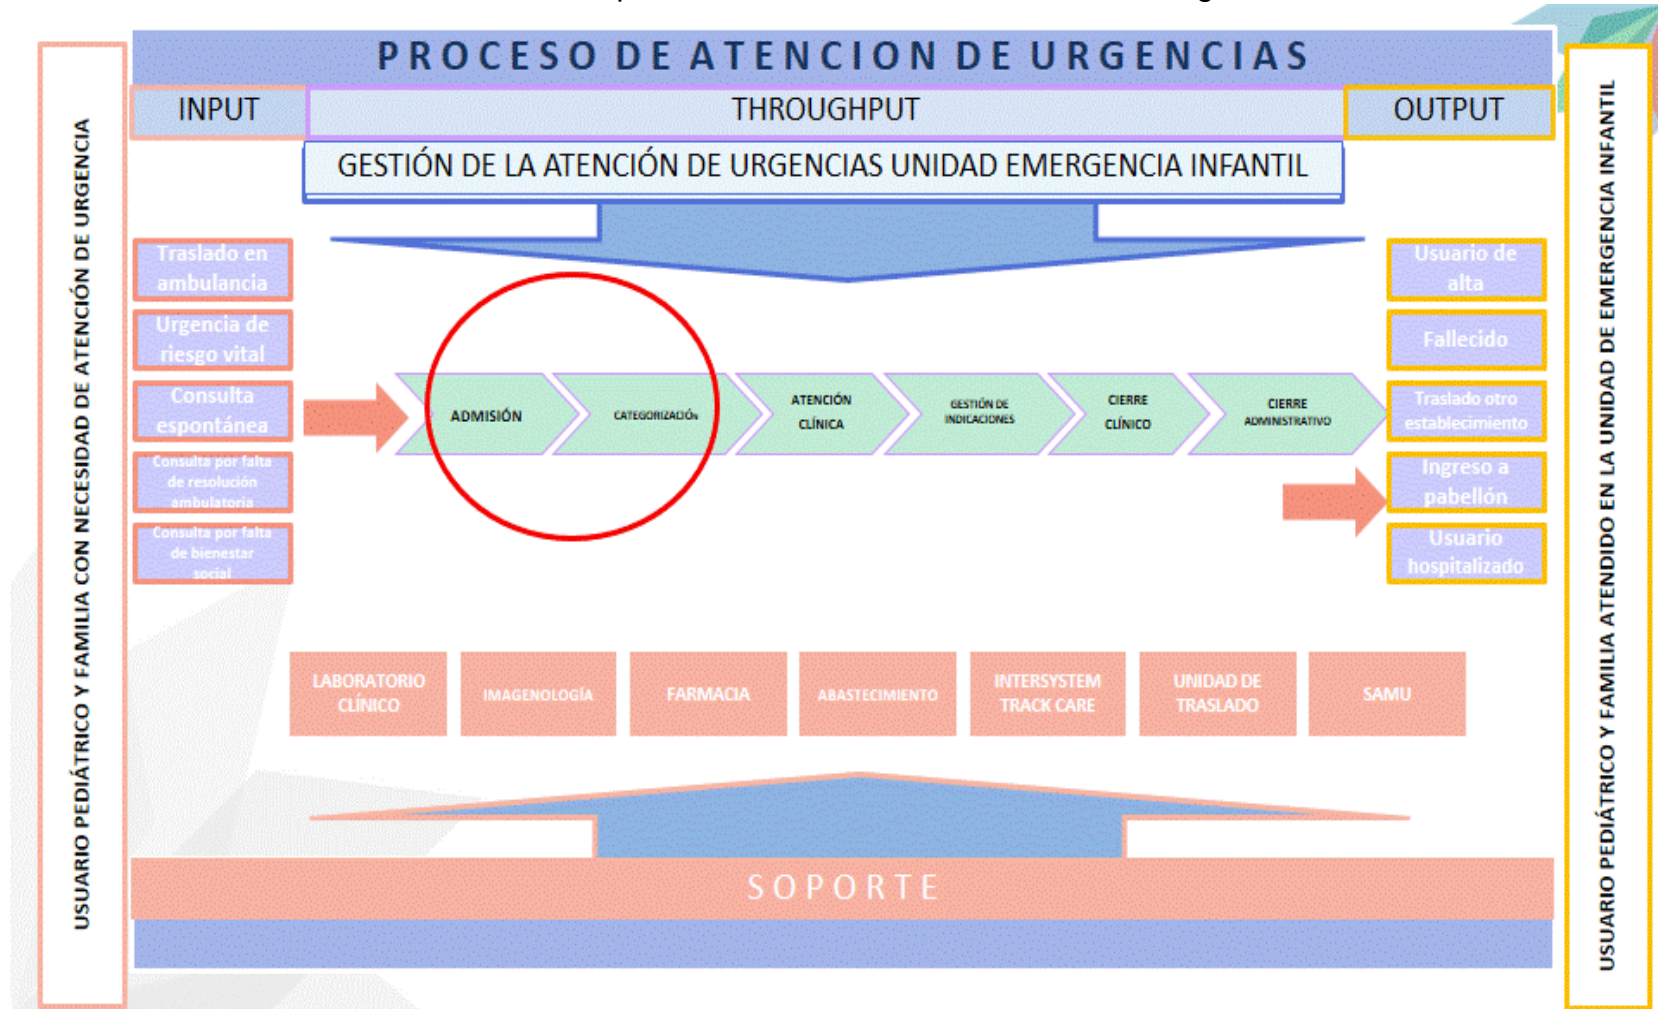 PROCESO DE ATENCION DE URGENCIAS
INPUT
THROUGHPUT
OUTPUT
GESTIÓN DE LA ATENCIÓN DE URGENCIAS UNIDAD EMERGENCIA INFANTIL
USUARIO PEDIÁTRICO Y FAMILIA CON NECESIDAD DE ATENCIÓN DE URGENCIA
Traslado en
ambulancia
Urgencia de
riesgo vital
Consulta
espontánea
Consulta por falta
de resolución
ambulatoria
Consulta por falta
de bienestar
social
ADMISIÓN
CATEGORIZACIÓN
ATENCIÓN
CLÍNICA
GESTIÓN DE
INDICACIONES
CIERRE
CLÍNICO
CIERRE
ADMINISTRATIVO
Usuario de
alta
Fallecido
Traslado otro
establecimiento
Ingreso a
pabellón
Usuario
hospitalizado
USUARIO PEDIÁTRICO Y FAMILIA ATENDIDO EN LA UNIDAD DE EMERGENCIA INFANTIL
LABORATORIO
CLÍNICO
IMAGENOLOGÍA
FARMACIA
ABASTECIMIENTO
INTERSYSTEM
TRACK CARE
UNIDAD DE
TRASLADO
SAMU
SOPORTE